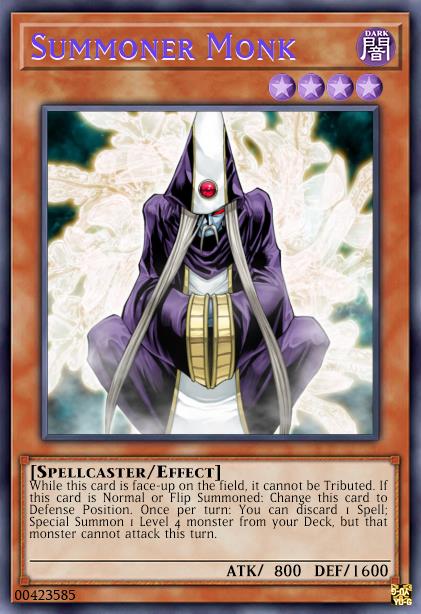 Summoner Monk
DARK
闇
[Spellcaster/Effect]
While this card is face-up on the field, it cannot be Tributed. If
this card is Normal or Flip Summoned: Change this card to
Defense Position. Once per turn: You can discard 1 Spell;
Special Summon 1 Level 4 monster from your Deck, but that
monster cannot attack this turn.
ATK/ 800 DEF/1600
00423585